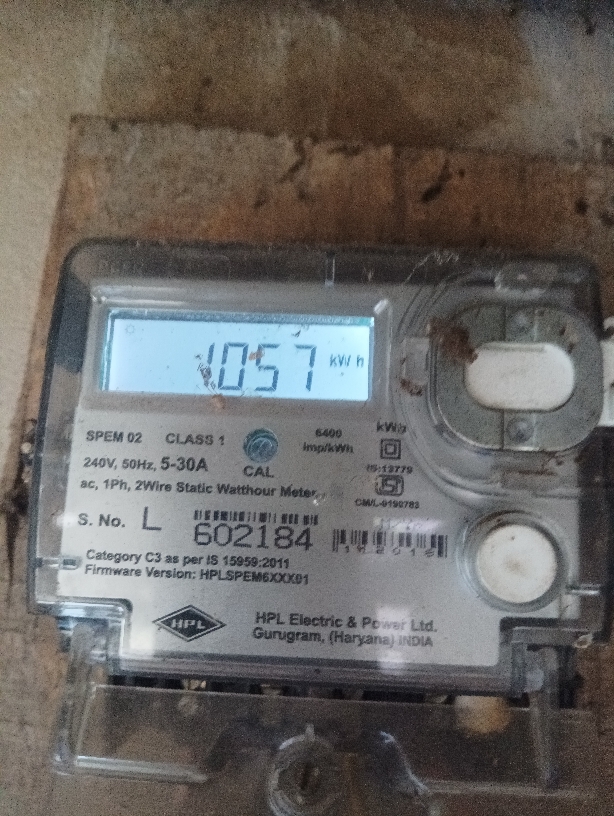 1057 kWh
SPEM 02 CLASS 1 6400 imp/kWh
240V, 50Hz, 5-30A CAL
ac, 1Ph, 2Wire Static Watthour Meter
IS:13779
CM/L-9192783
S. No. L 602184
Category C3 as per IS 15959:2011
Firmware Version: HPLSPEM6XXX01
HPL
HPL Electric & Power Ltd.
Gurugram, (Haryana) INDIA